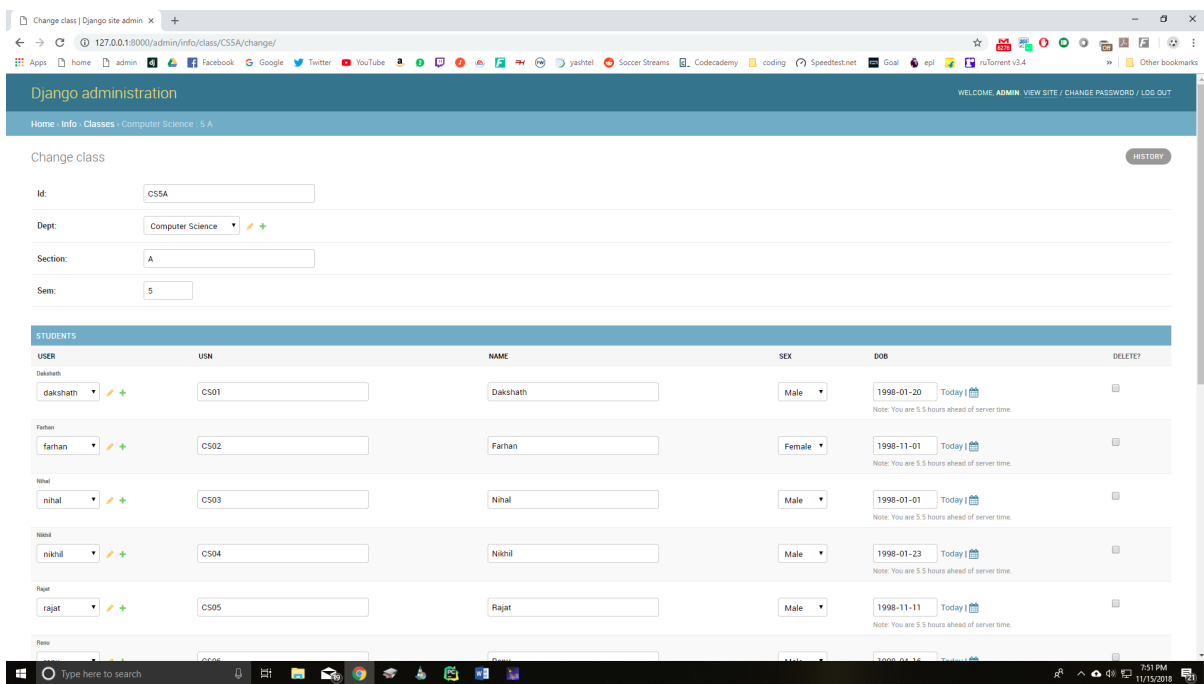 Change class | Django site admin
127.0.0.1:8000/admin/info/class/CS5A/change/
Apps home admin Facebook Google Twitter YouTube yashtel Soccer Streams Codecademy coding Speedtest.net Goal epl ruTorrent v3.4 » Other bookmarks
Django administration
WELCOME, ADMIN. VIEW SITE / CHANGE PASSWORD / LOG OUT
Home › Info › Classes › Computer Science : 5 A
Change class
HISTORY
Id: CS5A
Dept: Computer Science
Section: A
Sem: 5
STUDENTS
USER USN NAME SEX DOB DELETE?
Dakshath
dakshath CS01 Dakshath Male 1998-01-20 Today |
Note: You are 5.5 hours ahead of server time.
Farhan
farhan CS02 Farhan Female 1998-11-01 Today |
Note: You are 5.5 hours ahead of server time.
Nihal
nihal CS03 Nihal Male 1998-01-01 Today |
Note: You are 5.5 hours ahead of server time.
Nikhil
nikhil CS04 Nikhil Male 1998-01-23 Today |
Note: You are 5.5 hours ahead of server time.
Rajat
rajat CS05 Rajat Male 1998-11-11 Today |
Note: You are 5.5 hours ahead of server time.
Renu
Type here to search
7:51 PM
11/15/2018